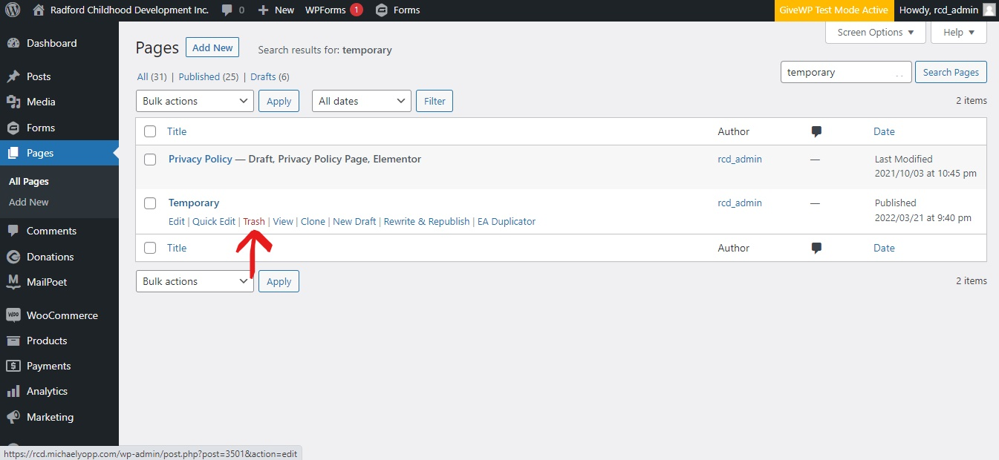 Radford Childhood Development Inc. 0 New WPForms 1 Forms GiveWP Test Mode Active Howdy, rcd_admin
Screen Options Help
Dashboard
Posts
Media
Forms
Pages
All Pages
Add New
Comments
Donations
MailPoet
WooCommerce
Products
Payments
Analytics
Marketing
Pages Add New Search results for: temporary
All (31) | Published (25) | Drafts (6)
temporary Search Pages
Bulk actions Apply All dates Filter 2 items
Title Author Date
Privacy Policy — Draft, Privacy Policy Page, Elementor rcd_admin — Last Modified
2021/10/03 at 10:45 pm
Temporary rcd_admin — Published
Edit | Quick Edit | Trash | View | Clone | New Draft | Rewrite & Republish | EA Duplicator 2022/03/21 at 9:40 pm
Title Author Date
Bulk actions Apply 2 items
https://rcd.michaelyopp.com/wp-admin/post.php?post=3501&action=edit